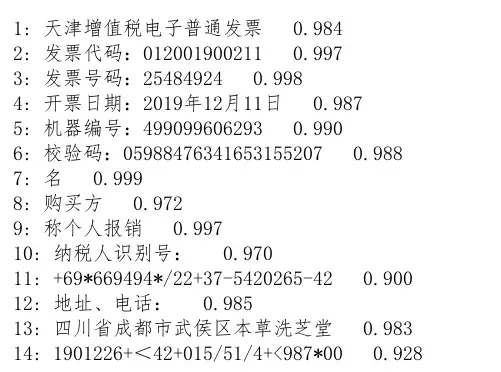 1: 天津增值税电子普通发票 0.984
2: 发票代码：012001900211 0.997
3: 发票号码：25484924 0.998
4: 开票日期：2019年12月11日 0.987
5: 机器编号：499099606293 0.990
6: 校验码：05988476341653155207 0.988
7: 名 0.999
8: 购买方 0.972
9: 称个人报销 0.997
10: 纳税人识别号： 0.970
11: +69*669494*/22+37-5420265-42 0.900
12: 地址、电话： 0.985
13: 四川省成都市武侯区本草洗芝堂 0.983
14: 1901226+＜42+015/51/4+<987*00 0.928